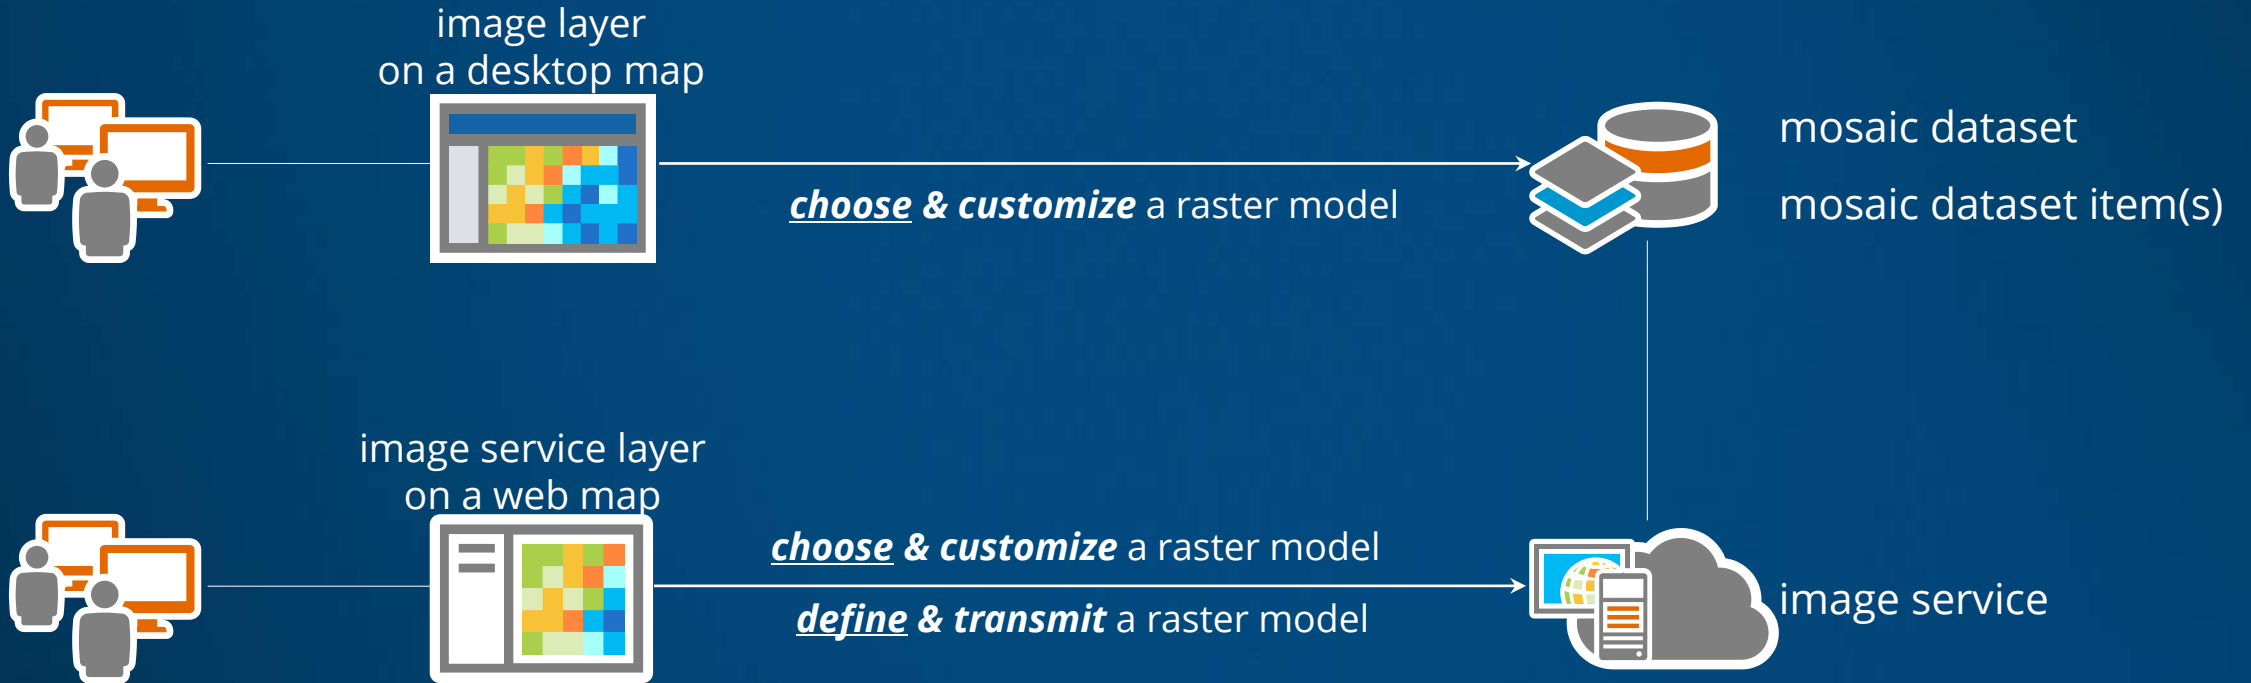 image layer
on a desktop map
choose & customize a raster model
mosaic dataset
mosaic dataset item(s)
image service layer
on a web map
choose & customize a raster model
define & transmit a raster model
image service